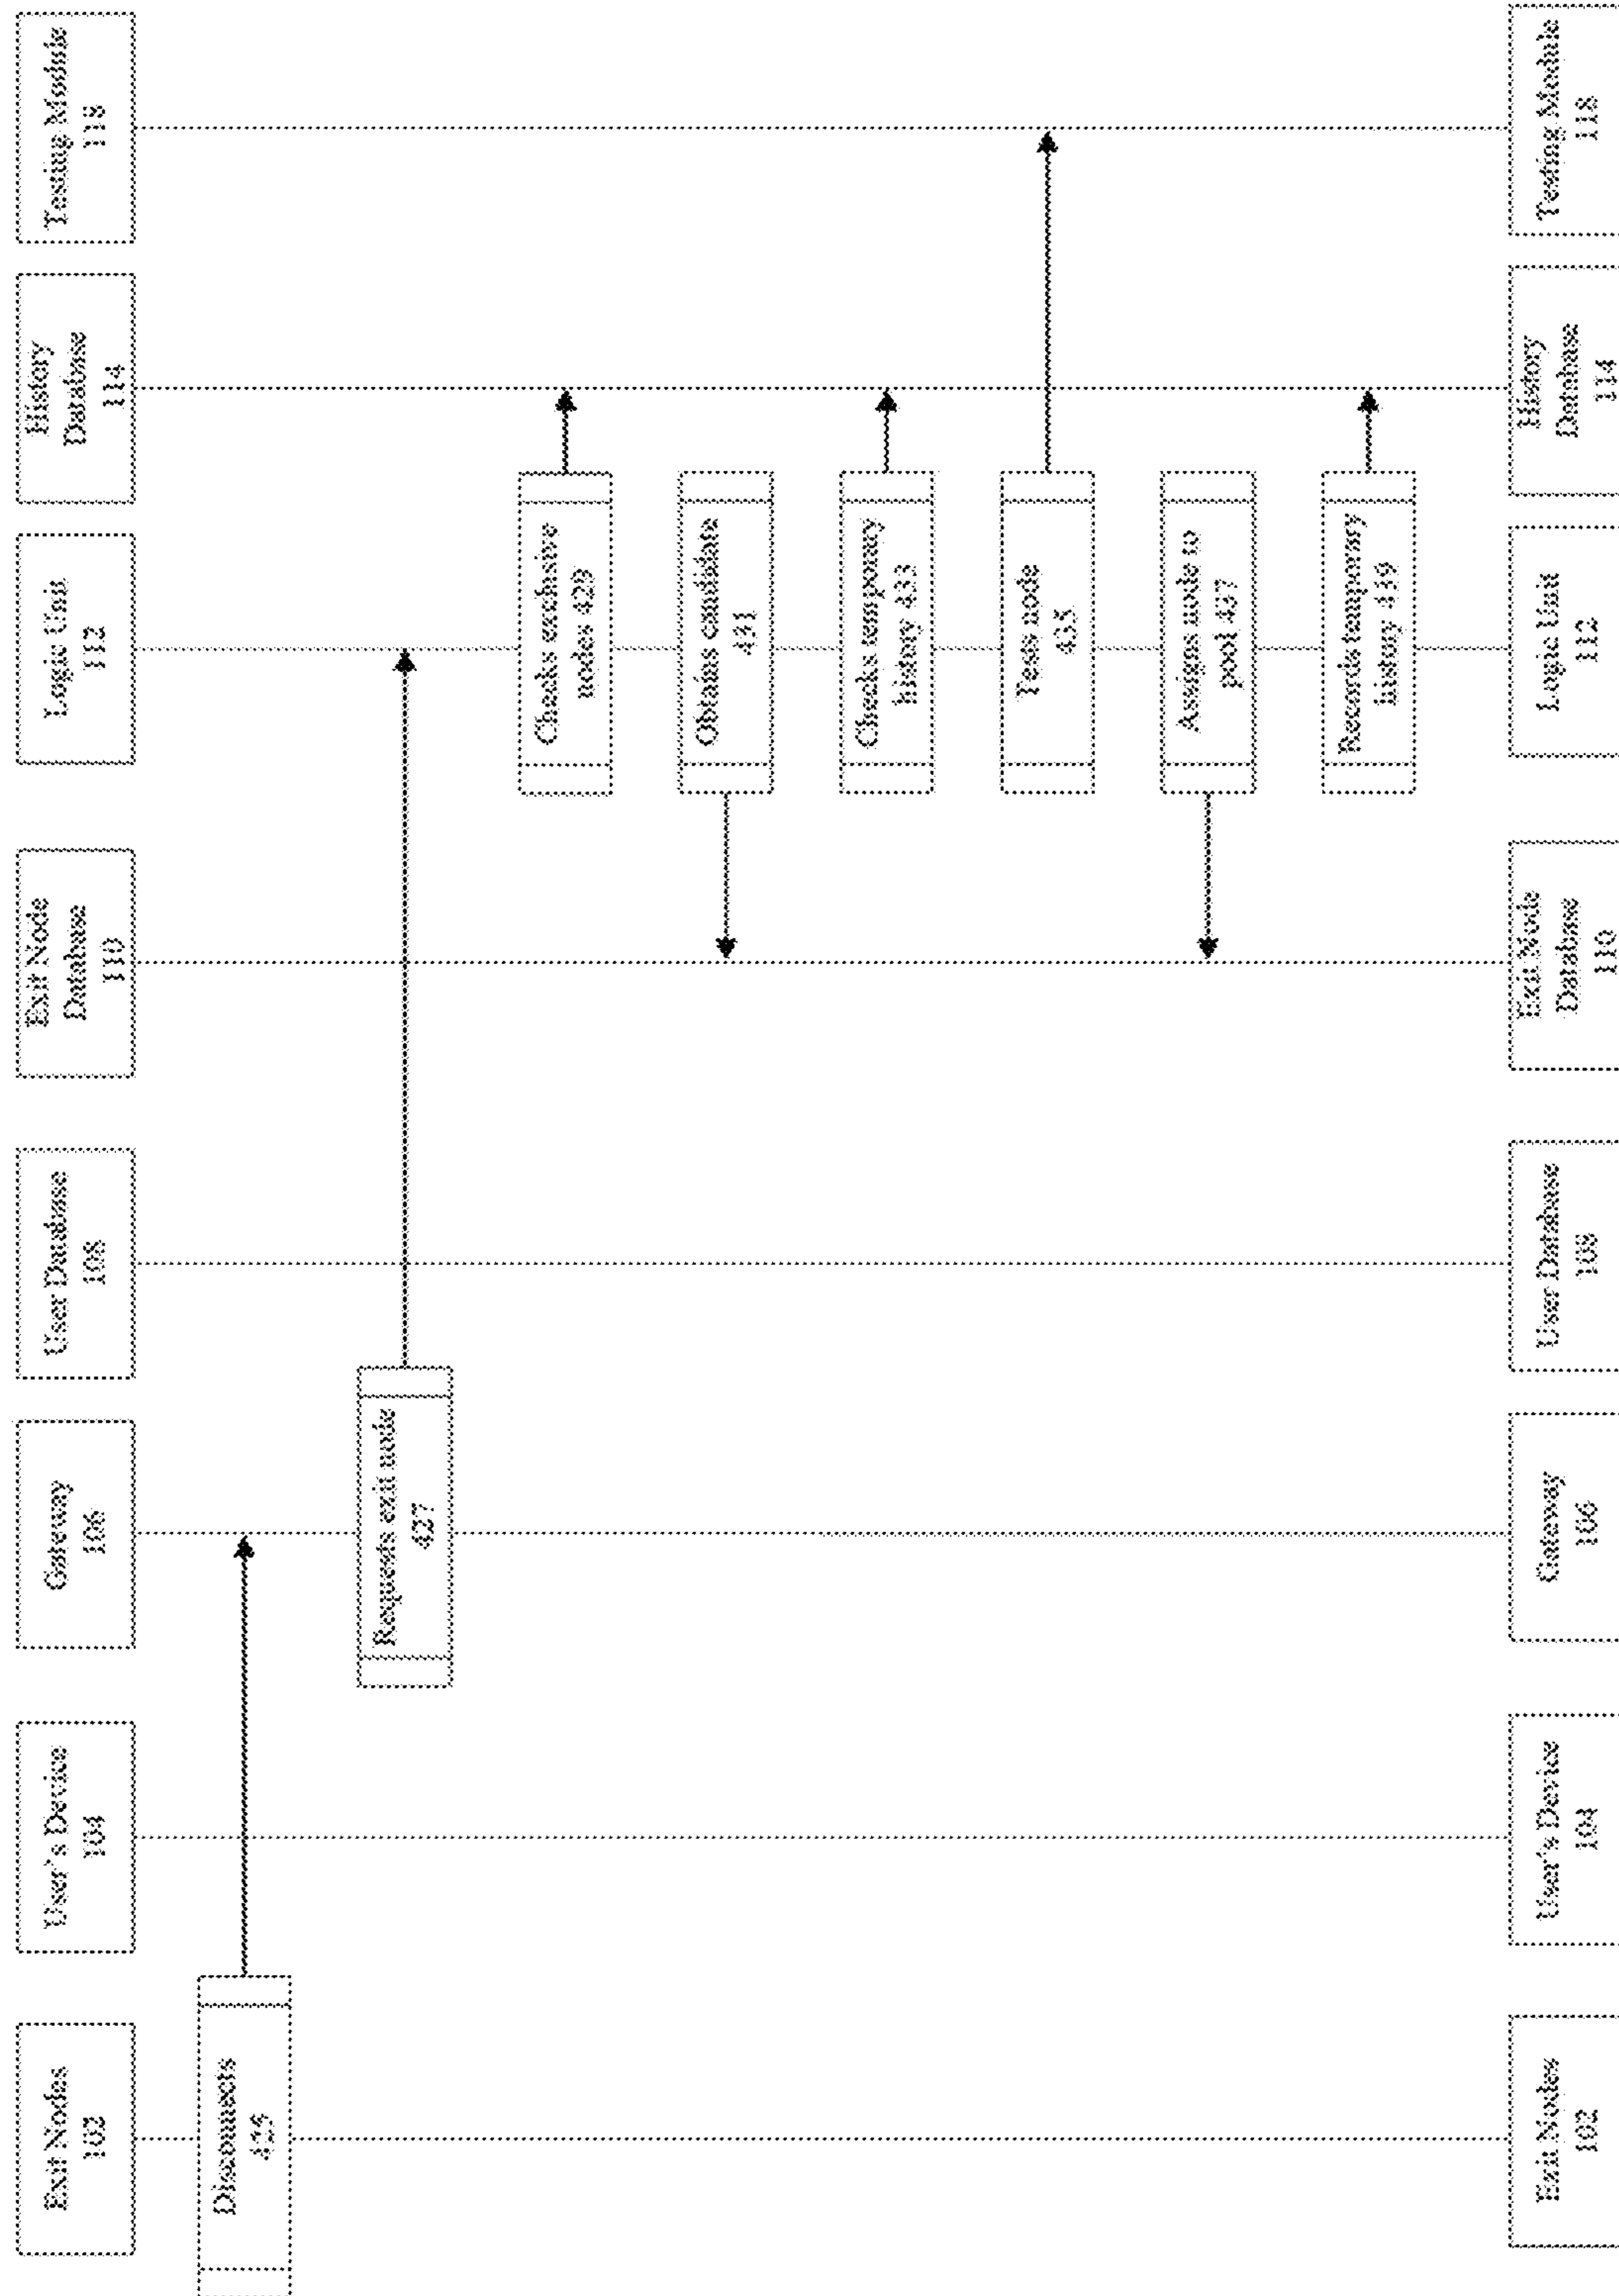 Exit Nodes
102
User's Device
104
Gateway
106
User Database
108
Exit Node
Database
110
Logic Unit
112
History
Database
114
Testing Module
118
Disconnects
425
Requests exit node
427
Checks exclusive
nodes 429
Obtains candidate
431
Checks temporary
history 433
Tests node
435
Assigns node to
pool 437
Records temporary
history 439
Exit Nodes
102
User's Device
104
Gateway
106
User Database
108
Exit Node
Database
110
Logic Unit
112
History
Database
114
Testing Module
118